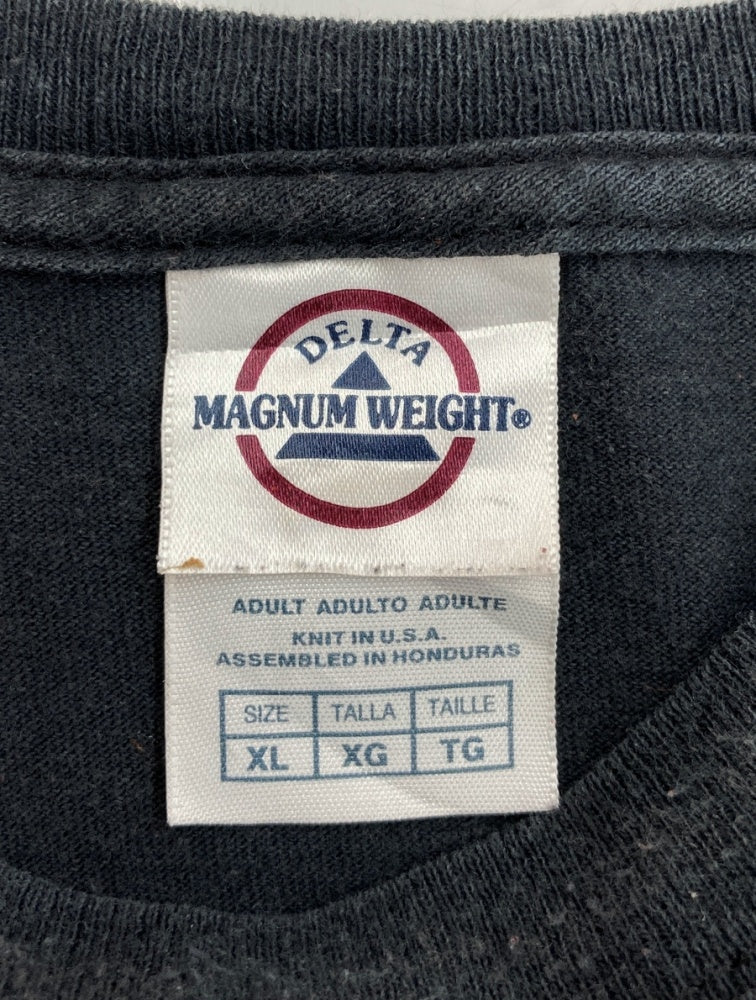 DELTA
MAGNUM WEIGHT®
ADULT ADULTO ADULTE
KNIT IN U.S.A.
ASSEMBLED IN HONDURAS
SIZE TALLA TAILLE
XL XG TG